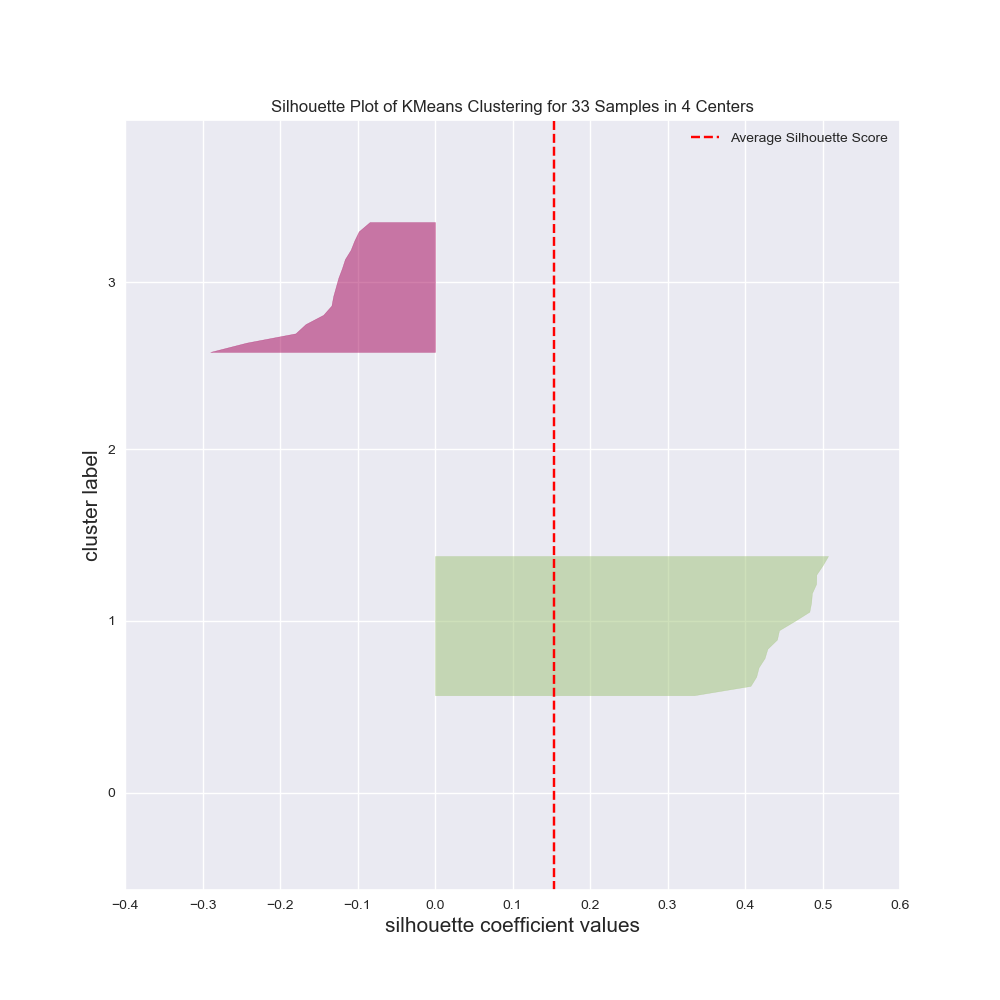 Silhouette Plot of KMeans Clustering for 33 Samples in 4 Centers
Average Silhouette Score
3
2
1
0
cluster label
−0.4 −0.3 −0.2 −0.1 0.0 0.1 0.2 0.3 0.4 0.5 0.6
silhouette coefficient values